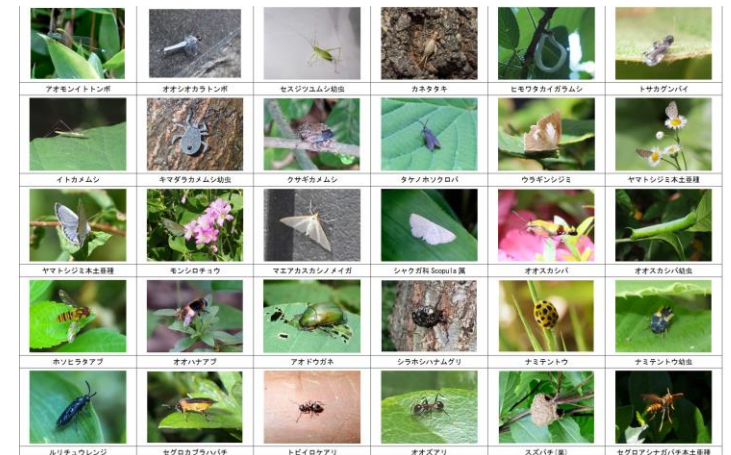 アオモンイトトンボ
オオシオカラトンボ
セスジツユムシ幼虫
カネタタキ
ヒモワタカイガラムシ
トサカグンバイ
イトカメムシ
キマダラカメムシ幼虫
クサギカメムシ
タケノホソクロバ
ウラギンシジミ
ヤマトシジミ本土亜種
ヤマトシジミ本土亜種
モンシロチョウ
マエアカスカシノメイガ
シャクガ科 Scopula 属
オオスカシバ
オオスカシバ幼虫
ホソヒラタアブ
オオハナアブ
アオドウガネ
シラホシハナムグリ
ナミテントウ
ナミテントウ幼虫
ルリチュウレンジ
セグロカブラハバチ
トビイロケアリ
オオズアリ
スズバチ(巣)
セグロアシナガバチ本土亜種